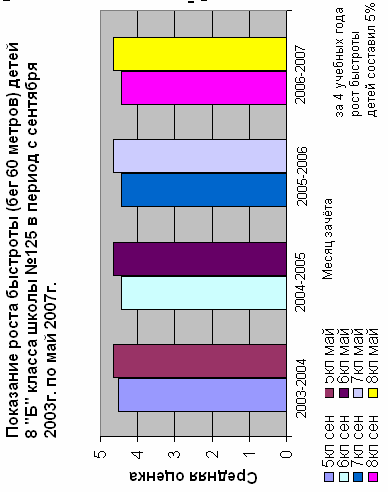 Показание роста быстроты (бег 60 метров) детей
8 "Б" класса школы №125 в период с сентября
2003г. по май 2007г.
Средняя оценка
5
4
3
2
1
0
2003-2004
2004-2005
2005-2006
2006-2007
Месяц зачёта
за 4 учебных года
рост быстроты
детей составил 5%
5кл сен
5кл май
6кл сен
6кл май
7кл сен
7кл май
8кл сен
8кл май